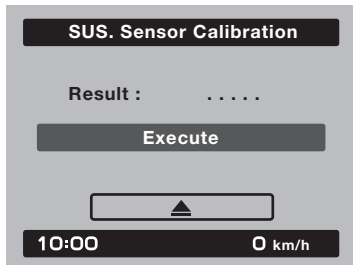 SUS. Sensor Calibration
Result : .....
Execute
10:00 0 km/h